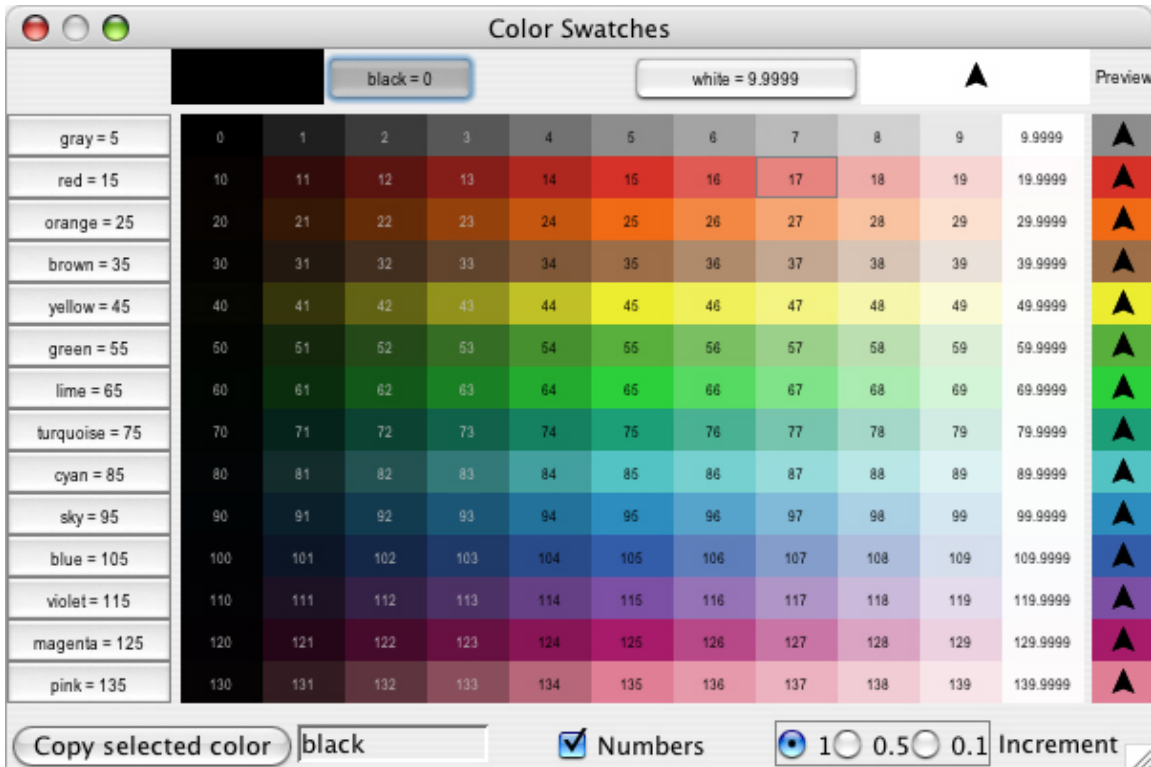 Color Swatches
black = 0 white = 9.9999 Preview
gray = 5 0 1 2 3 4 5 6 7 8 9 9.9999
red = 15 10 11 12 13 14 15 16 17 18 19 19.9999
orange = 25 20 21 22 23 24 25 26 27 28 29 29.9999
brown = 35 30 31 32 33 34 35 36 37 38 39 39.9999
yellow = 45 40 41 42 43 44 45 46 47 48 49 49.9999
green = 55 50 51 52 53 54 55 56 57 58 59 59.9999
lime = 65 60 61 62 63 64 65 66 67 68 69 69.9999
turquoise = 75 70 71 72 73 74 75 76 77 78 79 79.9999
cyan = 85 80 81 82 83 84 85 86 87 88 89 89.9999
sky = 95 90 91 92 93 94 95 96 97 98 99 99.9999
blue = 105 100 101 102 103 104 105 106 107 108 109 109.9999
violet = 115 110 111 112 113 114 115 116 117 118 119 119.9999
magenta = 125 120 121 122 123 124 125 126 127 128 129 129.9999
pink = 135 130 131 132 133 134 135 136 137 138 139 139.9999
Copy selected color black Numbers 1 0.5 0.1 Increment